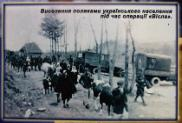 Виселення поляками українського населення
під час операції «Вісла».